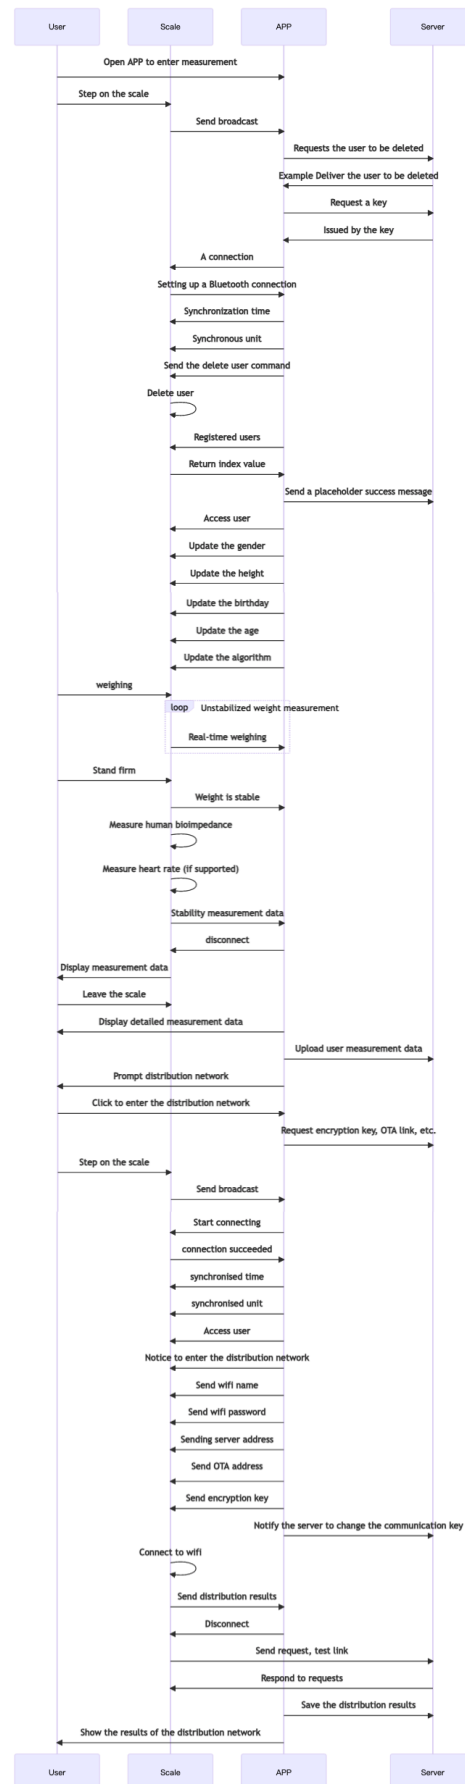 User Scale APP Server
Open APP to enter measurement
Step on the scale
Send broadcast
Requests the user to be deleted
Example Deliver the user to be deleted
Request a key
Issued by the key
A connection
Setting up a Bluetooth connection
Synchronization time
Synchronous unit
Send the delete user command
Delete user
Registered users
Return index value
Send a placeholder success message
Access user
Update the gender
Update the height
Update the birthday
Update the age
Update the algorithm
weighing
loop Unstabilized weight measurement
Real-time weighing
Stand firm
Weight is stable
Measure human bioimpedance
Measure heart rate (if supported)
Stability measurement data
disconnect
Display measurement data
Leave the scale
Display detailed measurement data
Upload user measurement data
Prompt distribution network
Click to enter the distribution network
Request encryption key, OTA link, etc.
Step on the scale
Send broadcast
Start connecting
connection succeeded
synchronised time
synchronised unit
Access user
Notice to enter the distribution network
Send wifi name
Send wifi password
Sending server address
Send OTA address
Send encryption key
Notify the server to change the communication key
Connect to wifi
Send distribution results
Disconnect
Send request, test link
Respond to requests
Save the distribution results
Show the results of the distribution network
User Scale APP Server